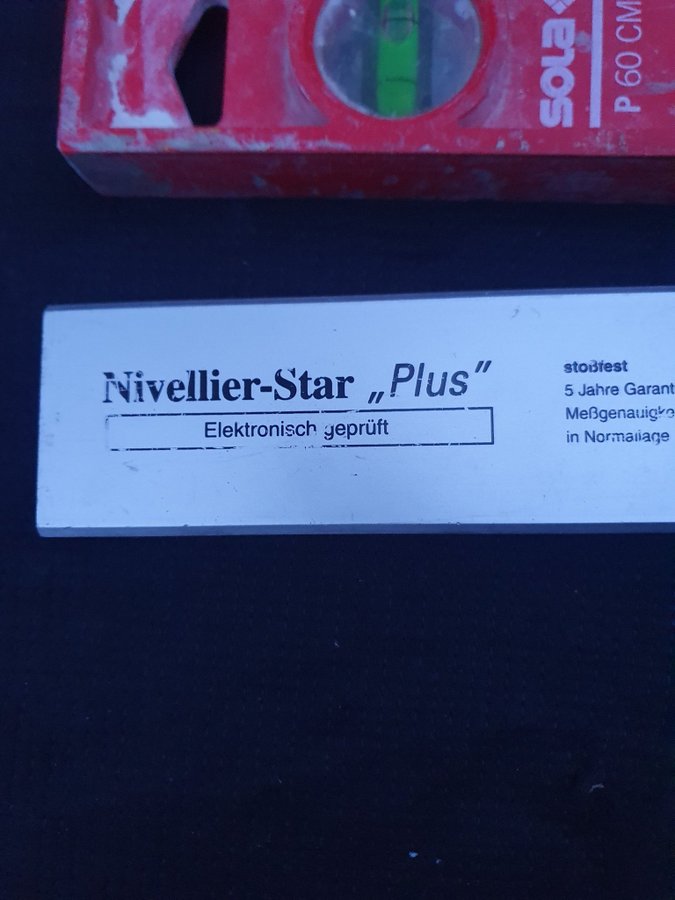 SOLA
P 60 CM
Nivellier-Star „Plus”
Elektronisch geprüft
stoßfest
5 Jahre Garant
Meßgenauigke
in Normallage